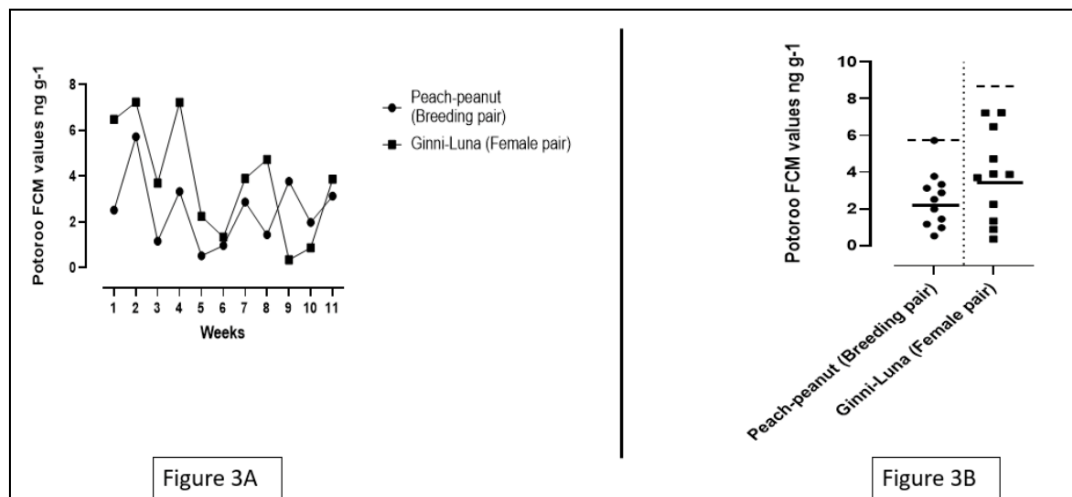 Potoroo FCM values ng g-1
8
6
4
2
0
1 2 3 4 5 6 7 8 9 10 11
Weeks
Peach-peanut
(Breeding pair)
Ginni-Luna (Female pair)
Figure 3A
Potoroo FCM values ng g-1
10
8
6
4
2
0
Peach-peanut (Breeding pair)
Ginni-Luna (Female pair)
Figure 3B